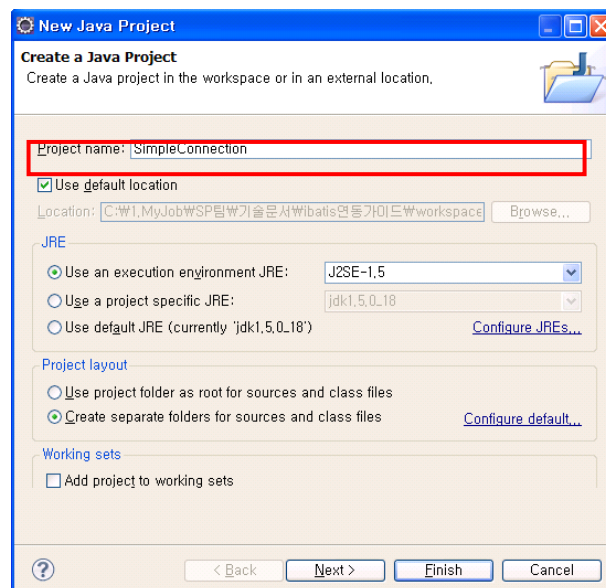 New Java Project
Create a Java Project
Create a Java project in the workspace or in an external location.
Project name: SimpleConnection
Use default location
Location: C:₩1.MyJob₩SP팀₩기술문서₩ibatis연동가이드₩workspace Browse...
JRE
Use an execution environment JRE: J2SE-1.5
Use a project specific JRE: jdk1.5.0_18
Use default JRE (currently 'jdk1.5.0_18') Configure JREs...
Project layout
Use project folder as root for sources and class files
Create separate folders for sources and class files Configure default...
Working sets
Add project to working sets
? < Back Next > Finish Cancel